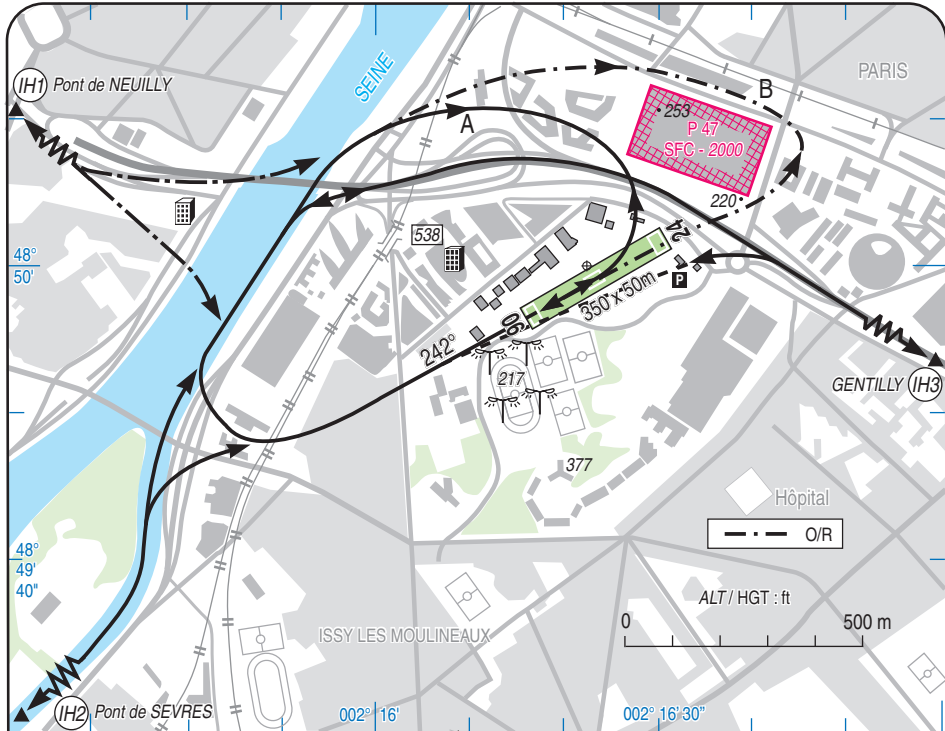 IH1 Pont de NEUILLY
SEINE
A
B
PARIS
253
P 47
SFC - 2000
220
538
24
P
350 x 50m
06
242°
217
377
48°
50'
GENTILLY IH3
Hôpital
O/R
48°
49'
40"
ALT / HGT : ft
0 500 m
ISSY LES MOULINEAUX
IH2 Pont de SEVRES
002° 16'
002° 16' 30"